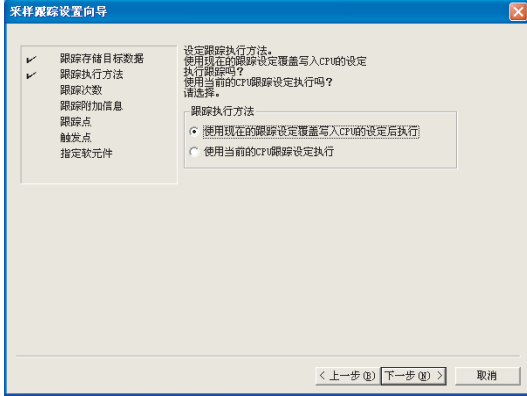 采样跟踪设置向导
跟踪存储目标数据
跟踪执行方法
跟踪次数
跟踪附加信息
跟踪点
触发点
指定软元件
设定跟踪执行方法。
使用现在的跟踪设定覆盖写入CPU的设定
执行跟踪吗?
使用当前的CPU跟踪设定执行吗?
请选择。
跟踪执行方法
使用现在的跟踪设定覆盖写入CPU的设定后执行
使用当前的CPU跟踪设定执行
< 上一步(B)
下一步(N) >
取消